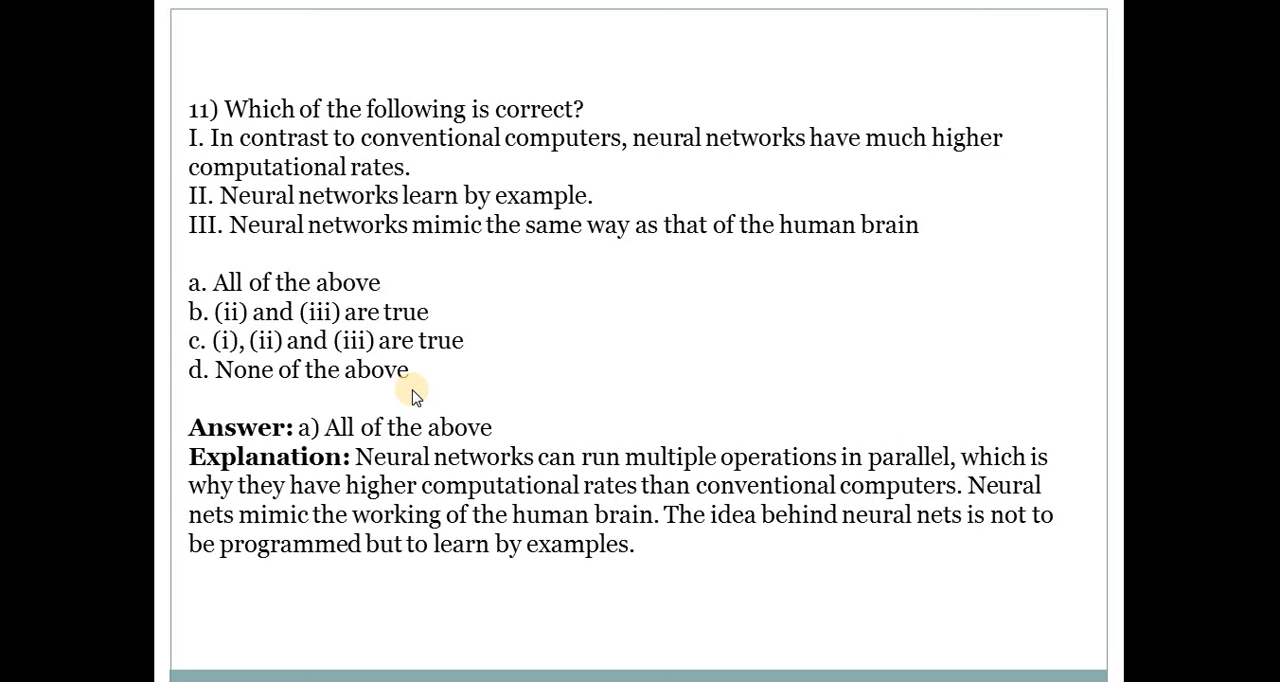 11) Which of the following is correct?
I. In contrast to conventional computers, neural networks have much higher
computational rates.
II. Neural networks learn by example.
III. Neural networks mimic the same way as that of the human brain
a. All of the above
b. (ii) and (iii) are true
c. (i), (ii) and (iii) are true
d. None of the above
Answer: a) All of the above
Explanation: Neural networks can run multiple operations in parallel, which is
why they have higher computational rates than conventional computers. Neural
nets mimic the working of the human brain. The idea behind neural nets is not to
be programmed but to learn by examples.